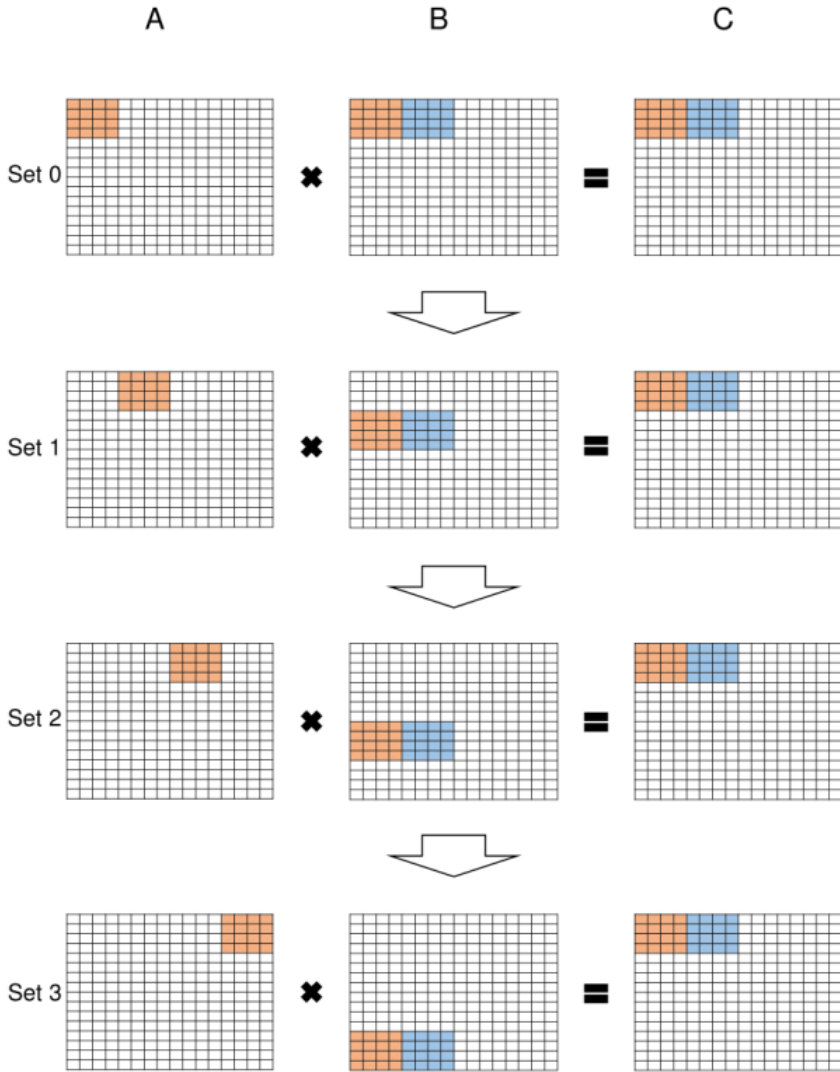 A B C
Set 0 ✖ =
Set 1 ✖ =
Set 2 ✖ =
Set 3 ✖ =